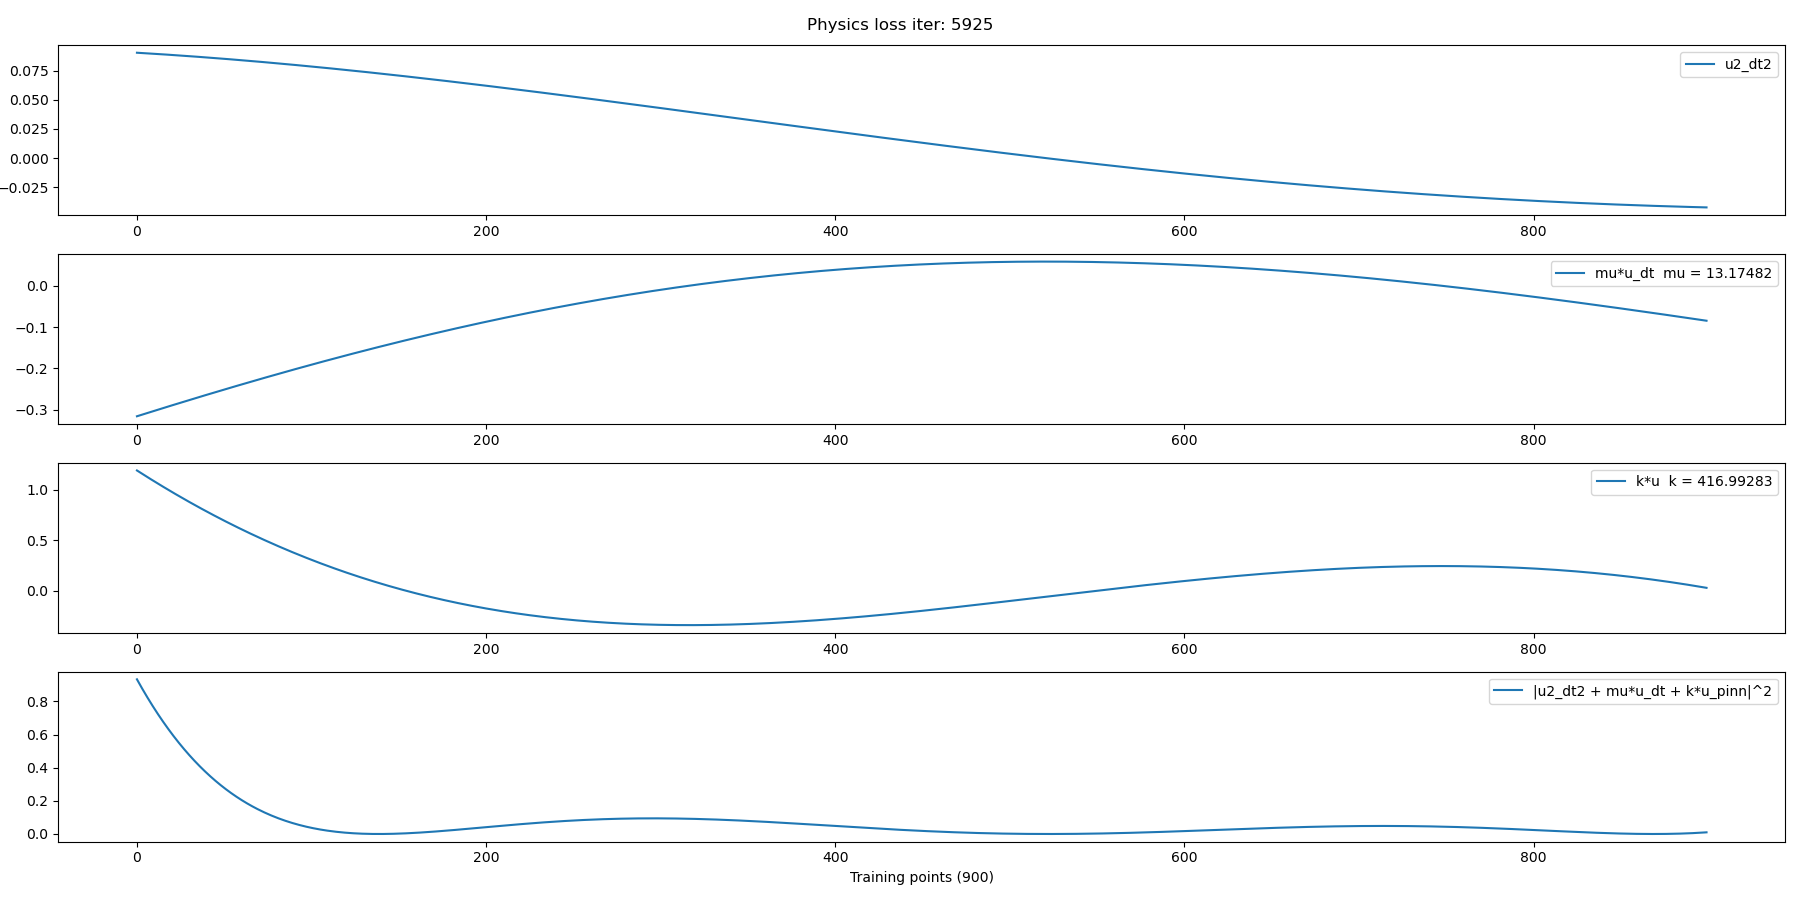 Physics loss iter: 5925
0.075
0.050
0.025
0.000
−0.025
u2_dt2
0 200 400 600 800
0.0
−0.1
−0.2
−0.3
mu*u_dt  mu = 13.17482
0 200 400 600 800
1.0
0.5
0.0
k*u  k = 416.99283
0 200 400 600 800
0.8
0.6
0.4
0.2
0.0
|u2_dt2 + mu*u_dt + k*u_pinn|^2
0 200 400 600 800
Training points (900)